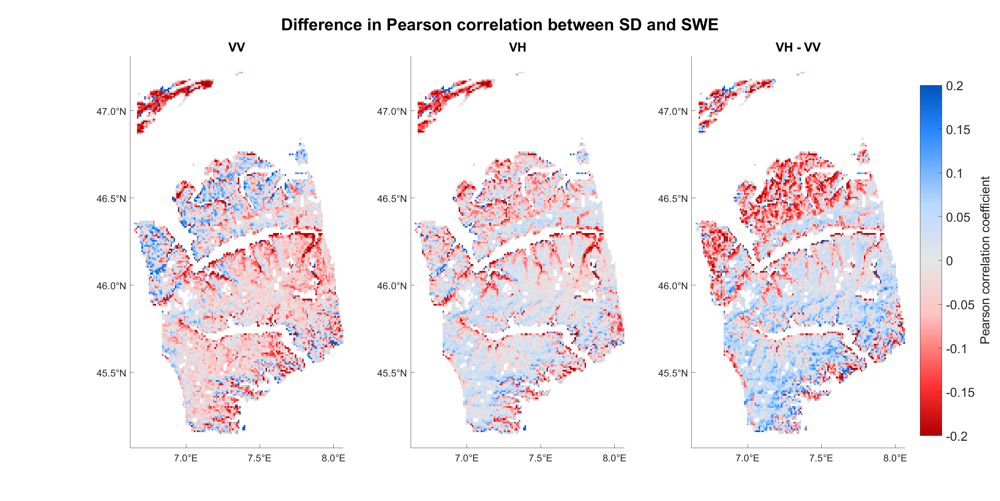 Difference in Pearson correlation between SD and SWE
VV
VH
VH - VV
47.0°N
46.5°N
46.0°N
45.5°N
7.0°E
7.5°E
8.0°E
47.0°N
46.5°N
46.0°N
45.5°N
7.0°E
7.5°E
8.0°E
47.0°N
46.5°N
46.0°N
45.5°N
7.0°E
7.5°E
8.0°E
0.2
0.15
0.1
0.05
0
-0.05
-0.1
-0.15
-0.2
Pearson correlation coefficient